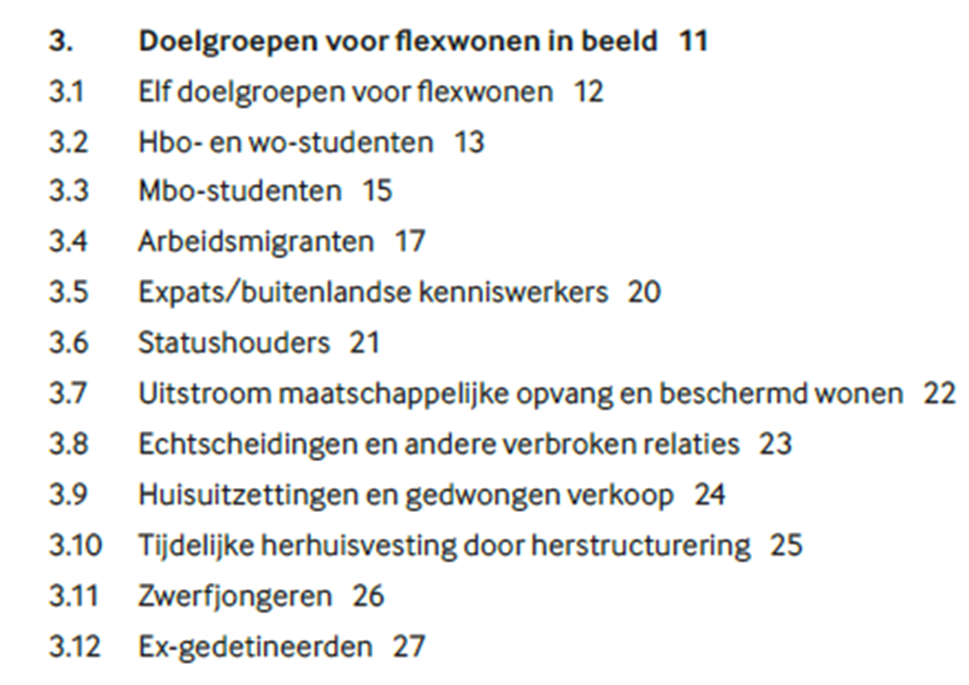 3. Doelgroepen voor flexwonen in beeld 11
3.1 Elf doelgroepen voor flexwonen 12
3.2 Hbo- en wo-studenten 13
3.3 Mbo-studenten 15
3.4 Arbeidsmigranten 17
3.5 Expats/buitenlandse kenniswerkers 20
3.6 Statushouders 21
3.7 Uitstroom maatschappelijke opvang en beschermd wonen 22
3.8 Echtscheidingen en andere verbroken relaties 23
3.9 Huisuitzettingen en gedwongen verkoop 24
3.10 Tijdelijke herhuisvesting door herstructurering 25
3.11 Zwerfjongeren 26
3.12 Ex-gedetineerden 27